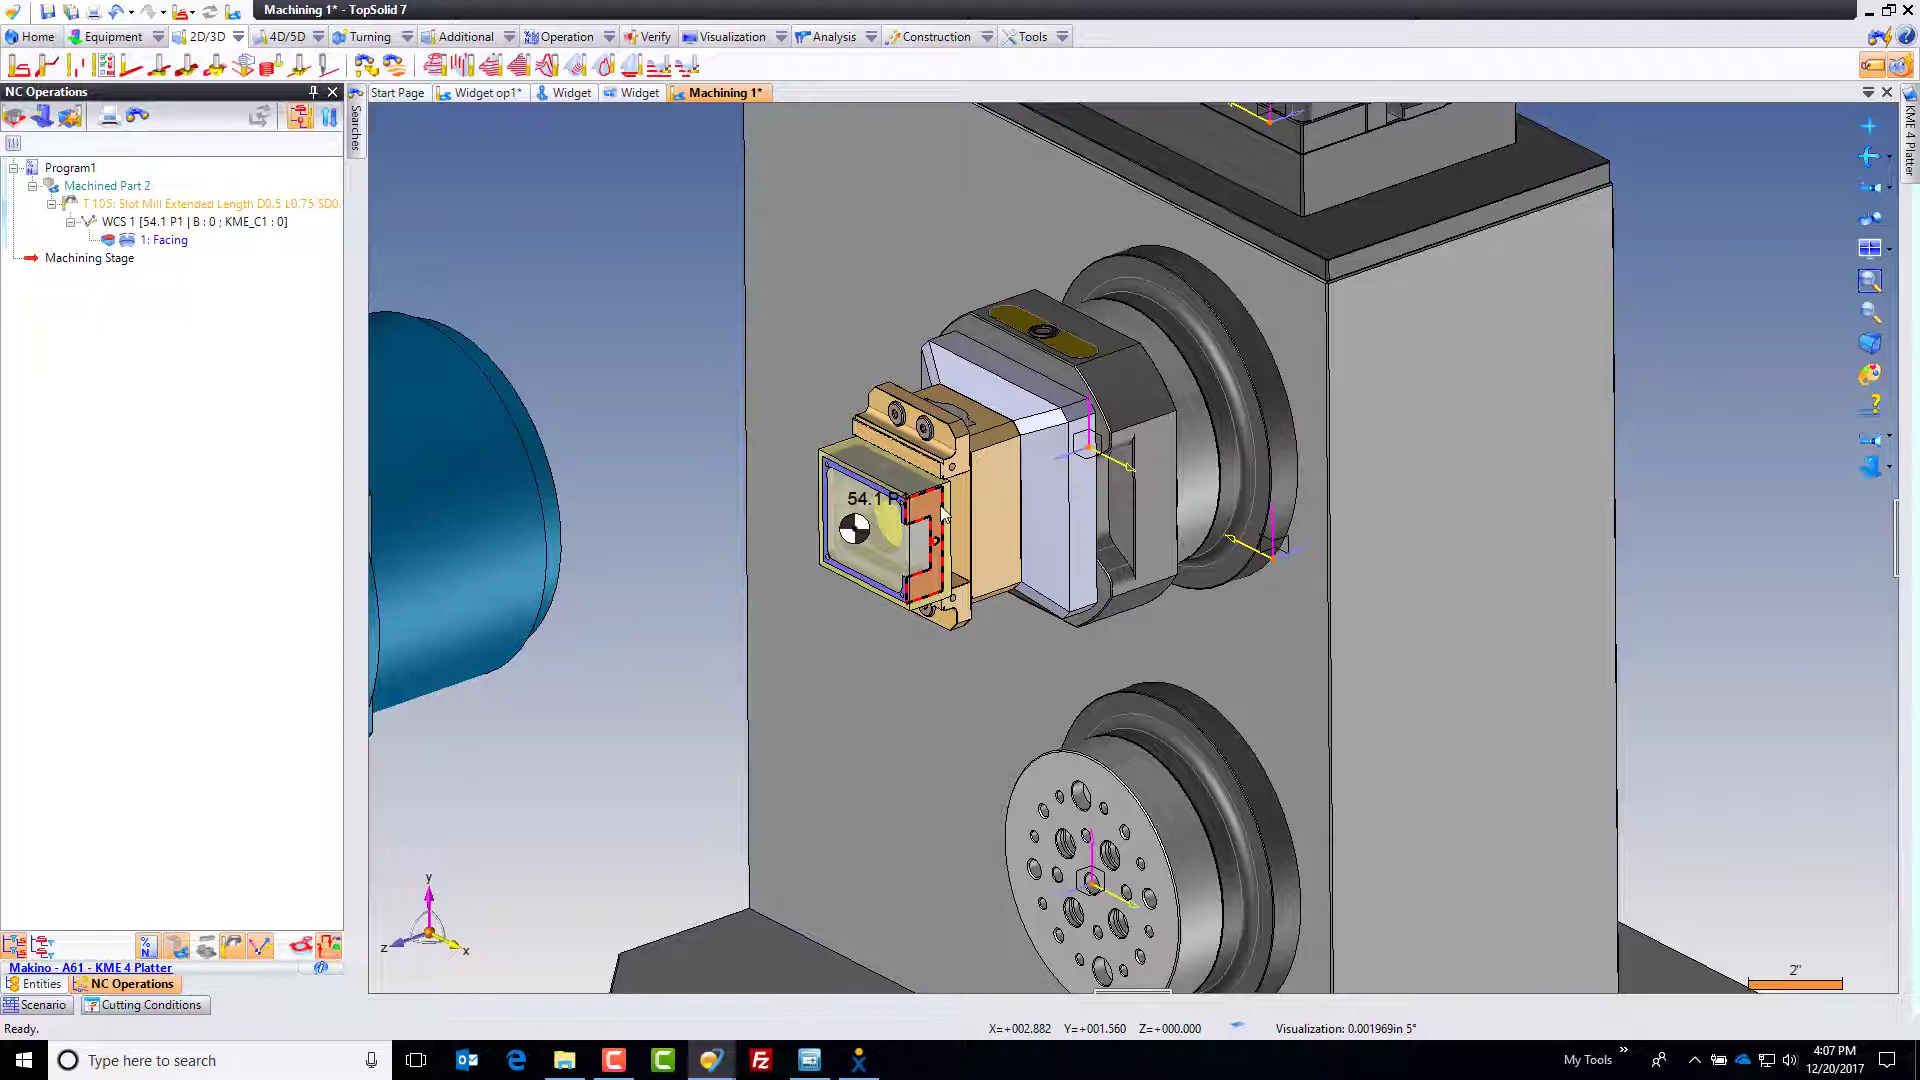 Machining 1* - TopSolid 7
Home
Equipment
2D/3D
4D/5D
Turning
Additional
Operation
Verify
Visualization
Analysis
Construction
Tools
NC Operations
Start Page
Widget op1*
Widget
Widget
Machining 1*
Searches
KME 4 Platter
Program1
Machined Part 2
T 105: Slot Mill Extended Length D0.5 L0.75 SD0.
WCS 1 [54.1 P1 | B : 0 ; KME_C1 : 0]
1: Facing
Machining Stage
54.1 P
y
z
x
2"
Makino - A61 - KME 4 Platter
Entities
NC Operations
Scenario
Cutting Conditions
Ready.
X=+002.882 Y=+001.560 Z=+000.000
Visualization: 0.001969in 5°
Type here to search
My Tools
4:07 PM
12/20/2017